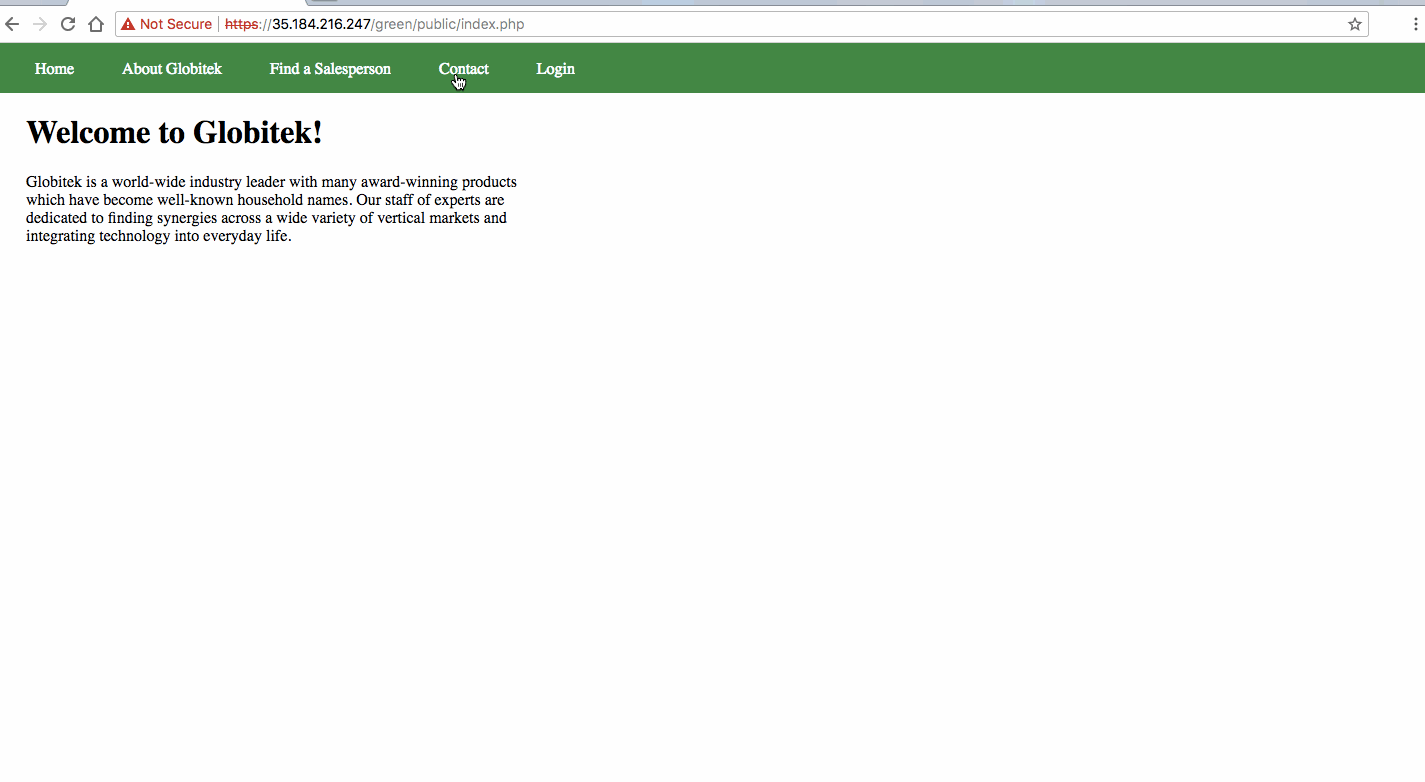 Not Secure https://35.184.216.247/green/public/index.php
Home About Globitek Find a Salesperson Contact Login
Welcome to Globitek!
Globitek is a world-wide industry leader with many award-winning products
which have become well-known household names. Our staff of experts are
dedicated to finding synergies across a wide variety of vertical markets and
integrating technology into everyday life.